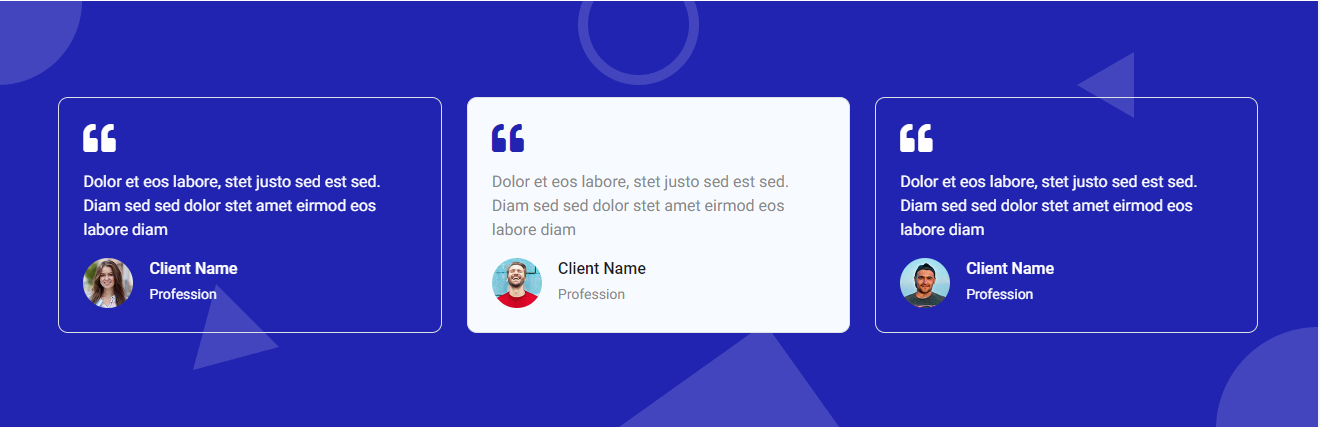 Dolor et eos labore, stet justo sed est sed.
Diam sed sed dolor stet amet eirmod eos
labore diam
Client Name
Profession
Dolor et eos labore, stet justo sed est sed.
Diam sed sed dolor stet amet eirmod eos
labore diam
Client Name
Profession
Dolor et eos labore, stet justo sed est sed.
Diam sed sed dolor stet amet eirmod eos
labore diam
Client Name
Profession